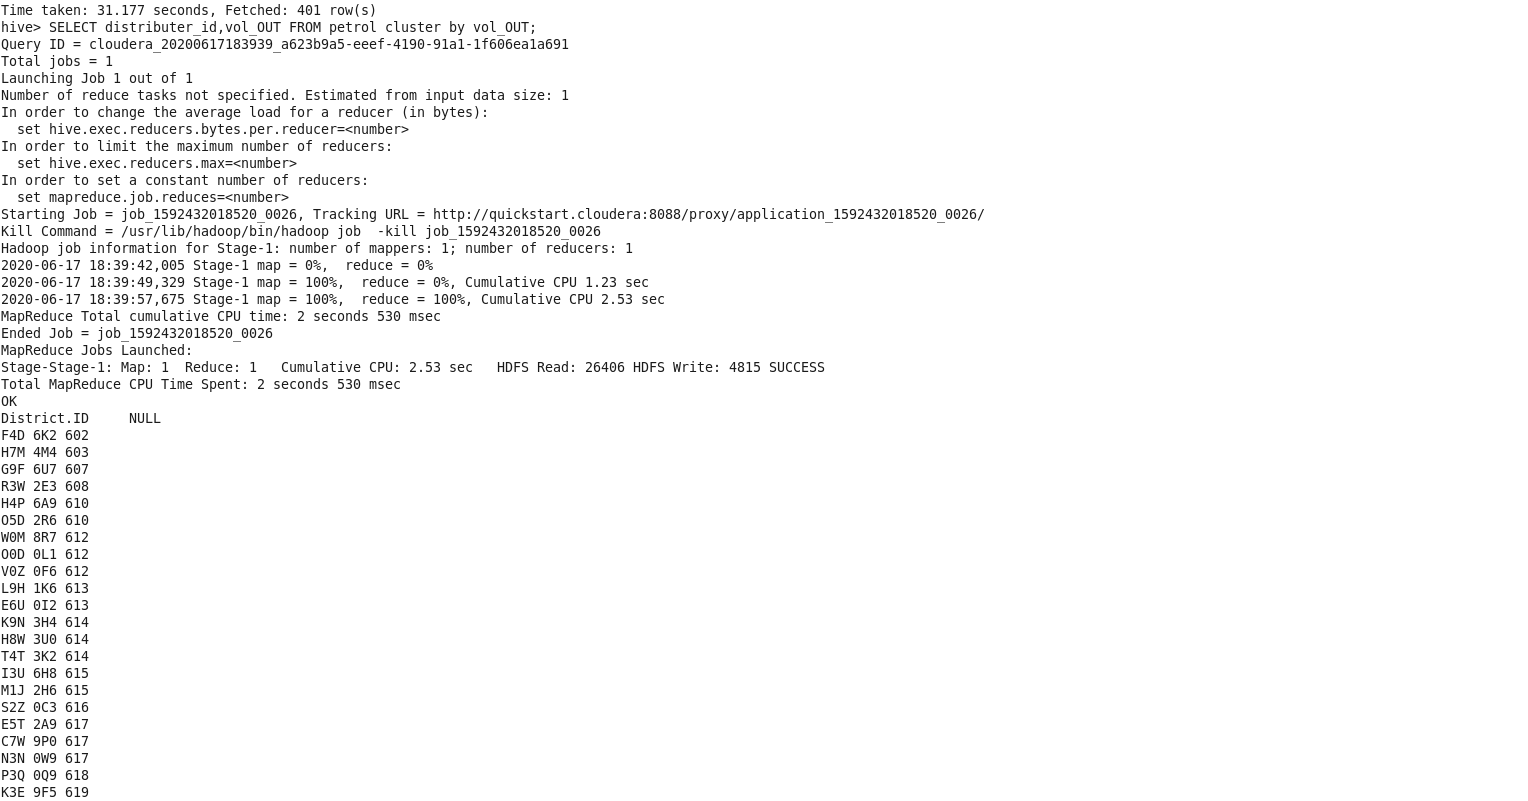 Time taken: 31.177 seconds, Fetched: 401 row(s)
hive> SELECT distributer_id,vol_OUT FROM petrol cluster by vol_OUT;
Query ID = cloudera_20200617183939_a623b9a5-eeef-4190-91a1-1f606ea1a691
Total jobs = 1
Launching Job 1 out of 1
Number of reduce tasks not specified. Estimated from input data size: 1
In order to change the average load for a reducer (in bytes):
  set hive.exec.reducers.bytes.per.reducer=<number>
In order to limit the maximum number of reducers:
  set hive.exec.reducers.max=<number>
In order to set a constant number of reducers:
  set mapreduce.job.reduces=<number>
Starting Job = job_1592432018520_0026, Tracking URL = http://quickstart.cloudera:8088/proxy/application_1592432018520_0026/
Kill Command = /usr/lib/hadoop/bin/hadoop job  -kill job_1592432018520_0026
Hadoop job information for Stage-1: number of mappers: 1; number of reducers: 1
2020-06-17 18:39:42,005 Stage-1 map = 0%,  reduce = 0%
2020-06-17 18:39:49,329 Stage-1 map = 100%,  reduce = 0%, Cumulative CPU 1.23 sec
2020-06-17 18:39:57,675 Stage-1 map = 100%,  reduce = 100%, Cumulative CPU 2.53 sec
MapReduce Total cumulative CPU time: 2 seconds 530 msec
Ended Job = job_1592432018520_0026
MapReduce Jobs Launched:
Stage-Stage-1: Map: 1  Reduce: 1   Cumulative CPU: 2.53 sec   HDFS Read: 26406 HDFS Write: 4815 SUCCESS
Total MapReduce CPU Time Spent: 2 seconds 530 msec
OK
District.ID     NULL
F4D 6K2 602
H7M 4M4 603
G9F 6U7 607
R3W 2E3 608
H4P 6A9 610
O5D 2R6 610
W0M 8R7 612
O0D 0L1 612
V0Z 0F6 612
L9H 1K6 613
E6U 0I2 613
K9N 3H4 614
H8W 3U0 614
T4T 3K2 614
I3U 6H8 615
M1J 2H6 615
S2Z 0C3 616
E5T 2A9 617
C7W 9P0 617
N3N 0W9 617
P3Q 0Q9 618
K3E 9F5 619